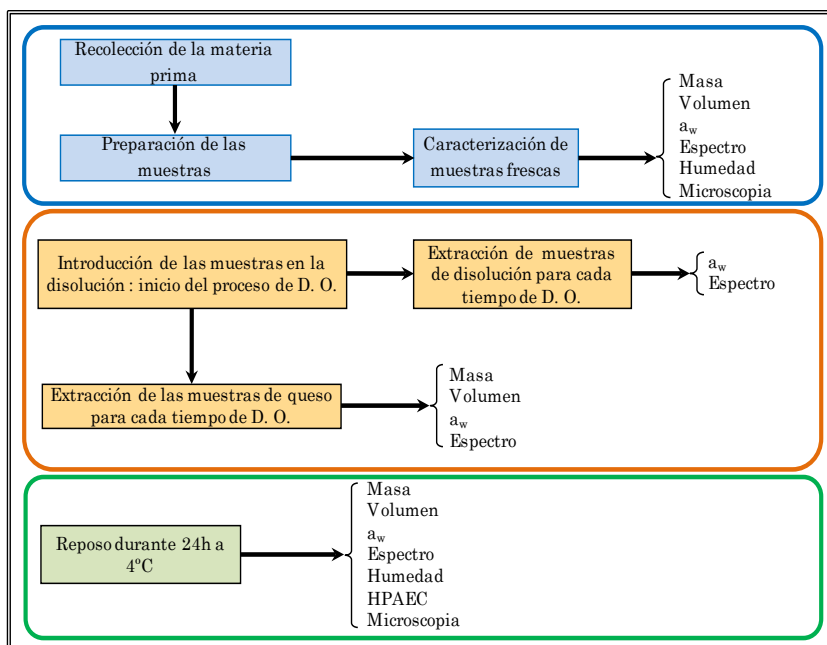 Recolección de la materia
prima
Preparación de las
muestras
Caracterización de
muestras frescas
Masa
Volumen
aw
Espectro
Humedad
Microscopia
Introducción de las muestras en la
disolución : inicio del proceso de D. O.
Extracción de muestras
de disolución para cada
tiempo de D. O.
aw
Espectro
Extracción de las muestras de queso
para cada tiempo de D. O.
Masa
Volumen
aw
Espectro
Reposo durante 24h a
4ºC
Masa
Volumen
aw
Espectro
Humedad
HPAEC
Microscopia